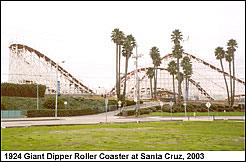 1924 Giant Dipper Roller Coaster at Santa Cruz, 2003